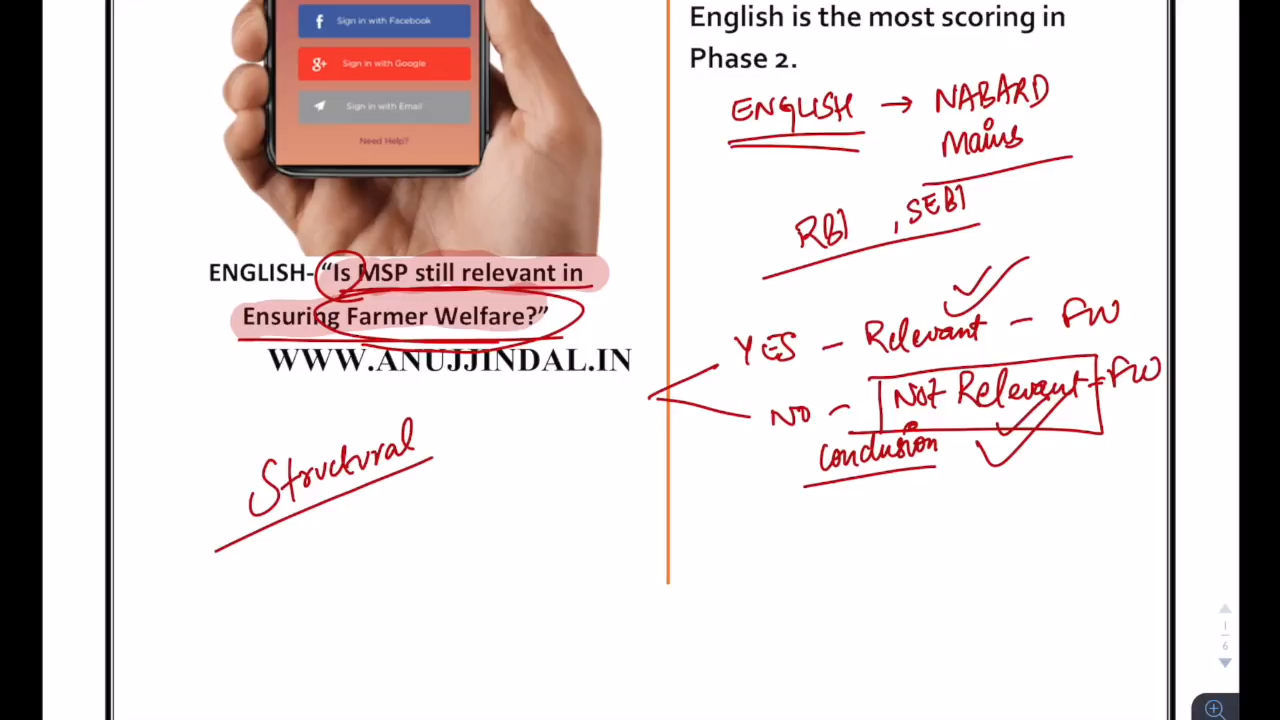 Sign in with Facebook
g+ Sign in with Google
Sign in with Email
Need Help?
ENGLISH- “Is MSP still relevant in
Ensuring Farmer Welfare?”
WWW.ANUJJINDAL.IN
Structural
English is the most scoring in
Phase 2.
ENGLISH → NABARD
Mains
RBI , SEBI
YES - Relevant - FW
NO - Not Relevant - FW
conclusion
1
6